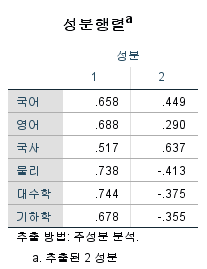 성분행렬a
성분
1 2
국어 .658 .449
영어 .688 .290
국사 .517 .637
물리 .738 -.413
대수학 .744 -.375
기하학 .678 -.355
추출 방법: 주성분 분석.
a. 추출된 2 성분